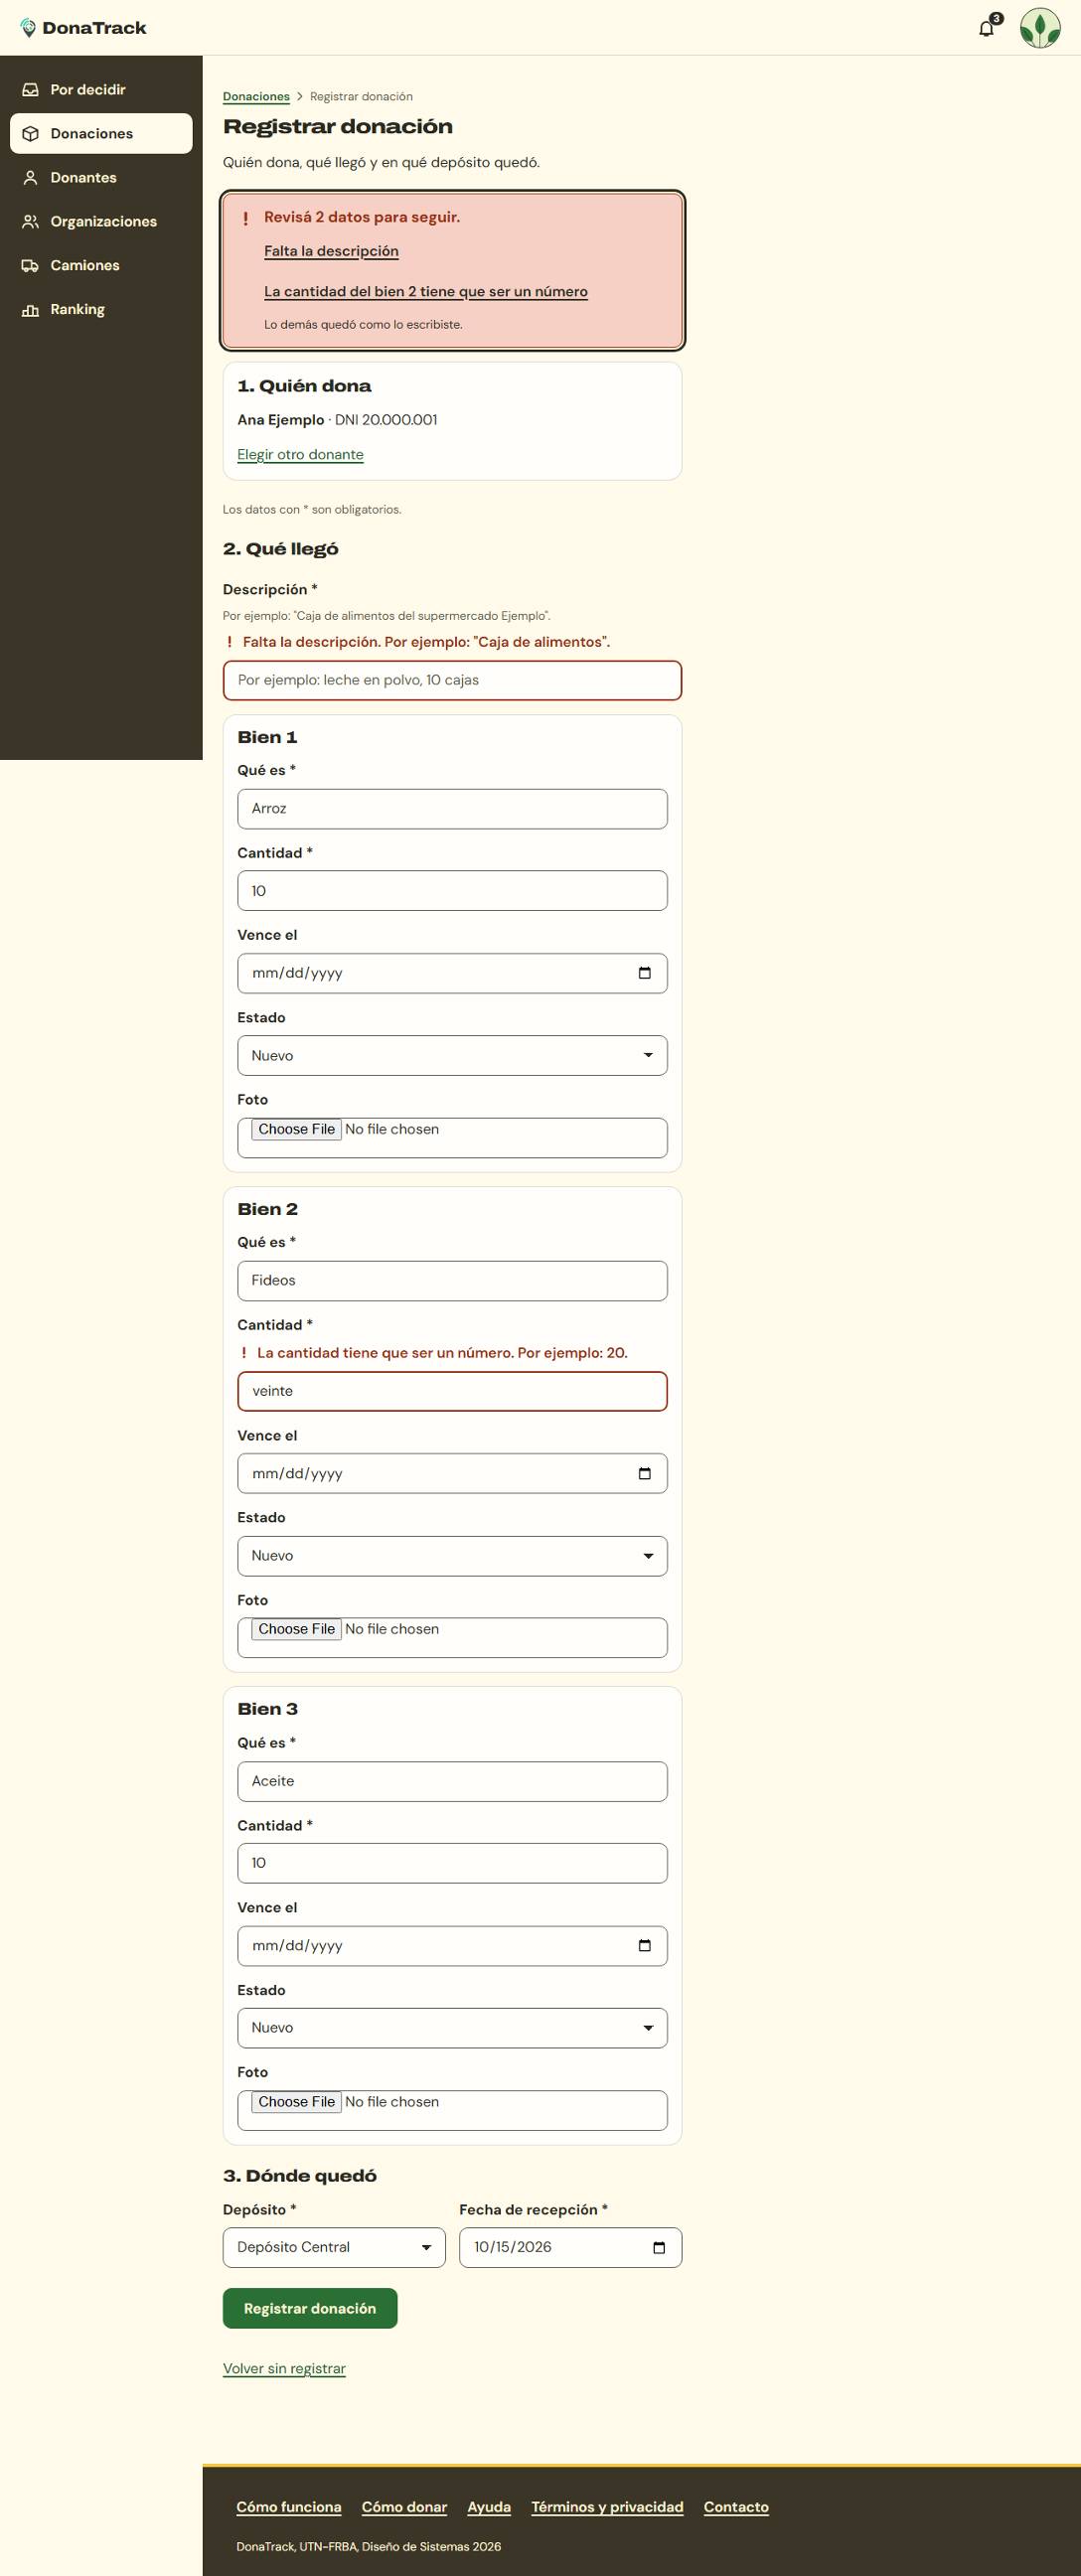 DonaTrack
3
Por decidir
Donaciones
Donantes
Organizaciones
Camiones
Ranking
Donaciones > Registrar donación
Registrar donación
Quién dona, qué llegó y en qué depósito quedó.
! Revisá 2 datos para seguir.
Falta la descripción
La cantidad del bien 2 tiene que ser un número
Lo demás quedó como lo escribiste.
1. Quién dona
Ana Ejemplo · DNI 20.000.001
Elegir otro donante
Los datos con * son obligatorios.
2. Qué llegó
Descripción *
Por ejemplo: "Caja de alimentos del supermercado Ejemplo".
! Falta la descripción. Por ejemplo: "Caja de alimentos".
Por ejemplo: leche en polvo, 10 cajas
Bien 1
Qué es *
Arroz
Cantidad *
10
Vence el
mm/dd/yyyy
Estado
Nuevo
Foto
Choose File No file chosen
Bien 2
Qué es *
Fideos
Cantidad *
! La cantidad tiene que ser un número. Por ejemplo: 20.
veinte
Vence el
mm/dd/yyyy
Estado
Nuevo
Foto
Choose File No file chosen
Bien 3
Qué es *
Aceite
Cantidad *
10
Vence el
mm/dd/yyyy
Estado
Nuevo
Foto
Choose File No file chosen
3. Dónde quedó
Depósito * Fecha de recepción *
Depósito Central 10/15/2026
Registrar donación
Volver sin registrar
Cómo funciona Cómo donar Ayuda Términos y privacidad Contacto
DonaTrack, UTN-FRBA, Diseño de Sistemas 2026